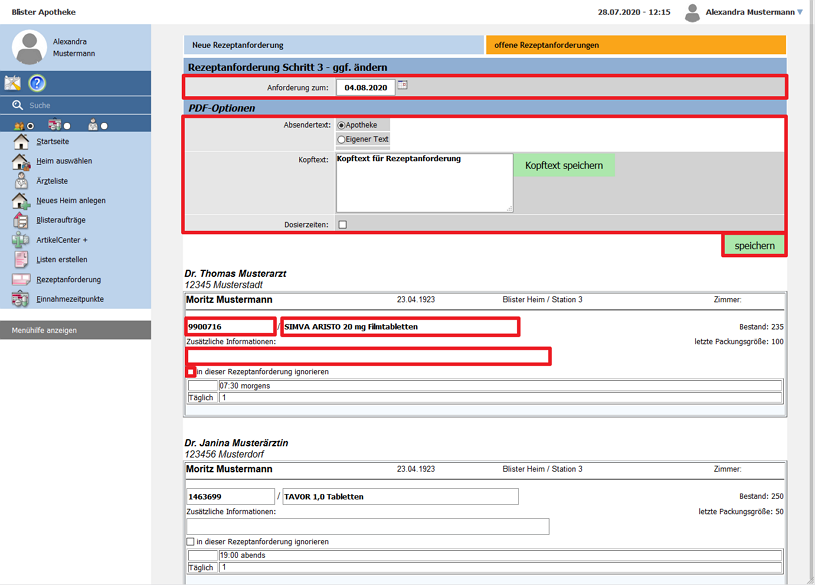 Blister Apotheke
28.07.2020 - 12:15
Alexandra Mustermann
Alexandra
Mustermann
Suche
Startseite
Heim auswählen
Ärzteliste
Neues Heim anlegen
Blisteraufträge
ArtikelCenter +
Listen erstellen
Rezeptanforderung
Einnahmezeitpunkte
Menühilfe anzeigen
Neue Rezeptanforderung
offene Rezeptanforderungen
Rezeptanforderung Schritt 3 - ggf. ändern
Anforderung zum: 04.08.2020
PDF-Optionen
Absendertext: Apotheke
Eigener Text
Kopftext: Kopftext für Rezeptanforderung
Kopftext speichern
Dosierzeiten:
speichern
Dr. Thomas Musterarzt
12345 Musterstadt
Moritz Mustermann 23.04.1923 Blister Heim / Station 3 Zimmer:
9900716 / SIMVA ARISTO 20 mg Filmtabletten Bestand: 235
Zusätzliche Informationen: letzte Packungsgröße: 100
in dieser Rezeptanforderung ignorieren
07:30 morgens
Täglich 1
Dr. Janina Musterärztin
123456 Musterdorf
Moritz Mustermann 23.04.1923 Blister Heim / Station 3 Zimmer:
1463699 / TAVOR 1,0 Tabletten Bestand: 250
Zusätzliche Informationen: letzte Packungsgröße: 50
in dieser Rezeptanforderung ignorieren
19:00 abends
Täglich 1